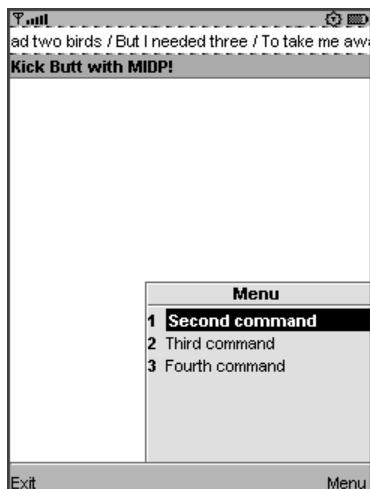 ad two birds / But I needed three / To take me awa
Kick Butt with MIDP!
Menu
1 Second command
2 Third command
3 Fourth command
Exit Menu